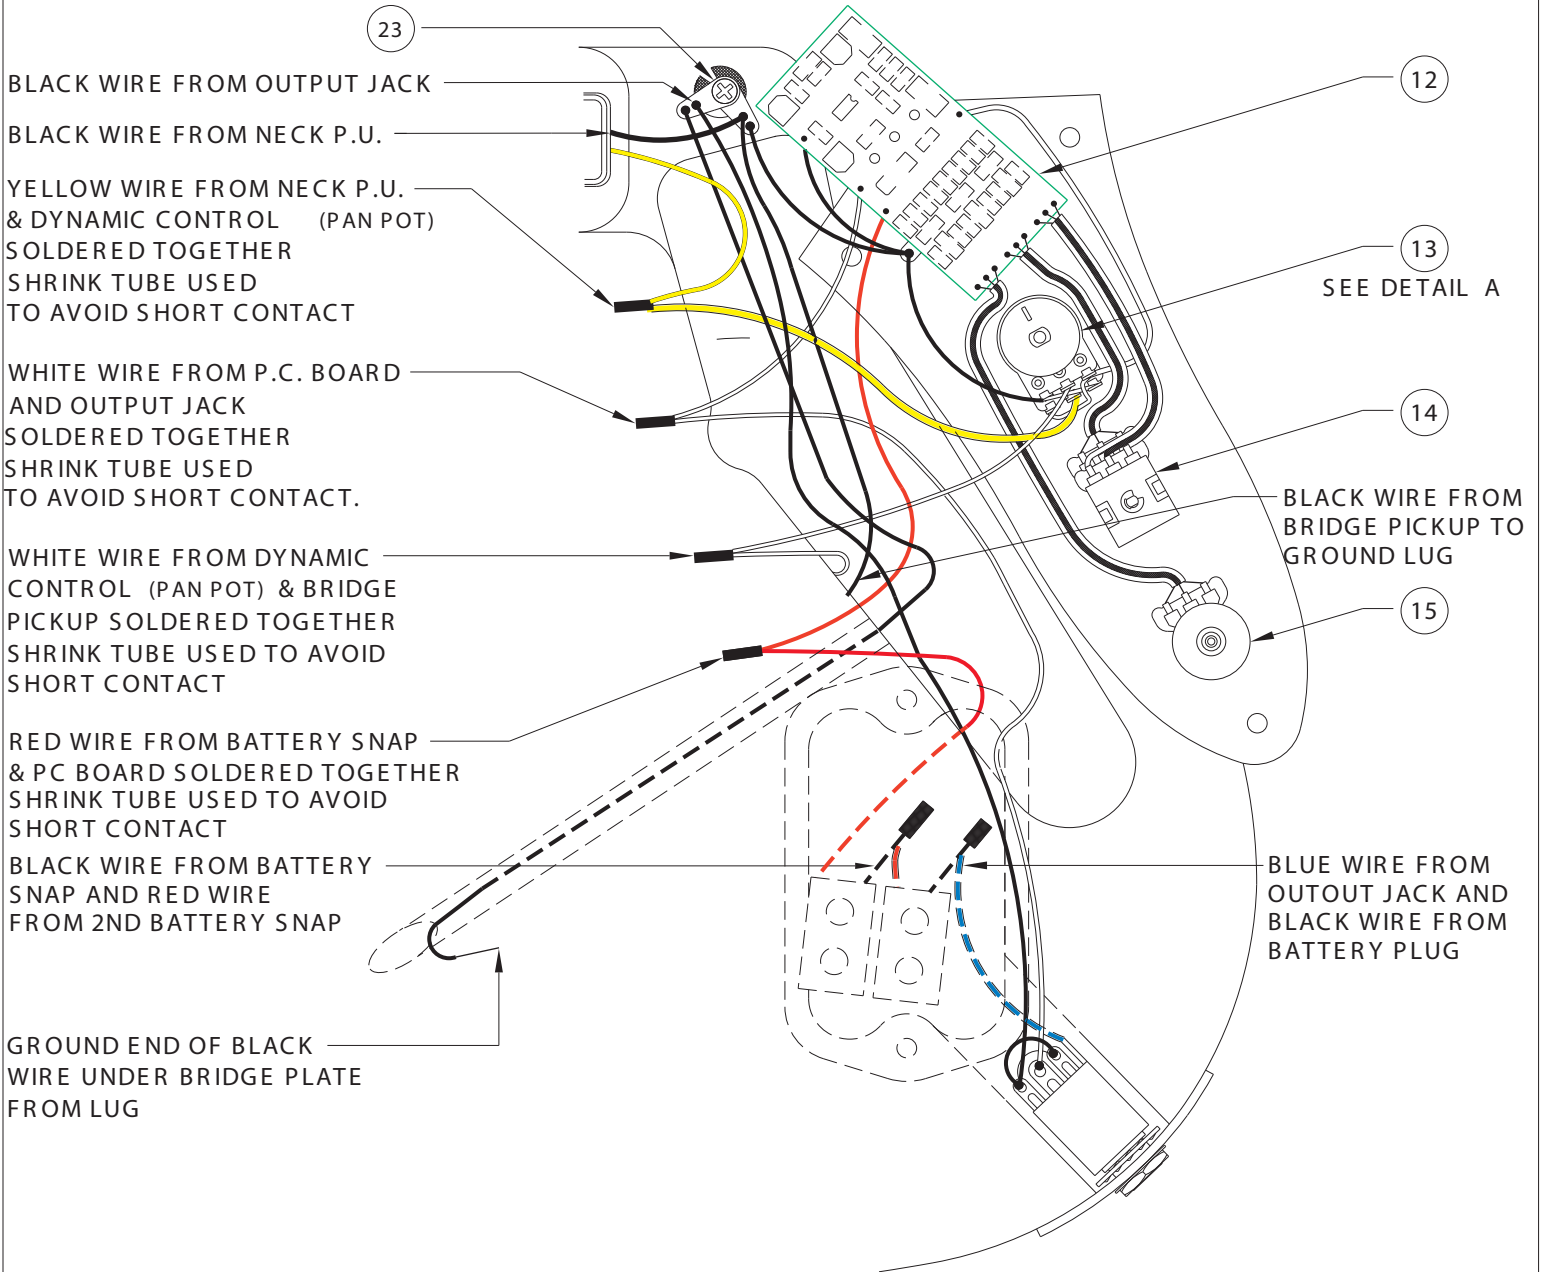 23
BLACK WIRE FROM OUTPUT JACK
BLACK WIRE FROM NECK P.U.
YELLOW WIRE FROM NECK P.U.
& DYNAMIC CONTROL (PAN POT)
SOLDERED TOGETHER
SHRINK TUBE USED
TO AVOID SHORT CONTACT
WHITE WIRE FROM P.C. BOARD
AND OUTPUT JACK
SOLDERED TOGETHER
SHRINK TUBE USED
TO AVOID SHORT CONTACT.
WHITE WIRE FROM DYNAMIC
CONTROL (PAN POT) & BRIDGE
PICKUP SOLDERED TOGETHER
SHRINK TUBE USED TO AVOID
SHORT CONTACT
RED WIRE FROM BATTERY SNAP
& PC BOARD SOLDERED TOGETHER
SHRINK TUBE USED TO AVOID
SHORT CONTACT
BLACK WIRE FROM BATTERY
SNAP AND RED WIRE
FROM 2ND BATTERY SNAP
GROUND END OF BLACK
WIRE UNDER BRIDGE PLATE
FROM LUG
12
13
SEE DETAIL A
14
BLACK WIRE FROM
BRIDGE PICKUP TO
GROUND LUG
15
BLUE WIRE FROM
OUTOUT JACK AND
BLACK WIRE FROM
BATTERY PLUG